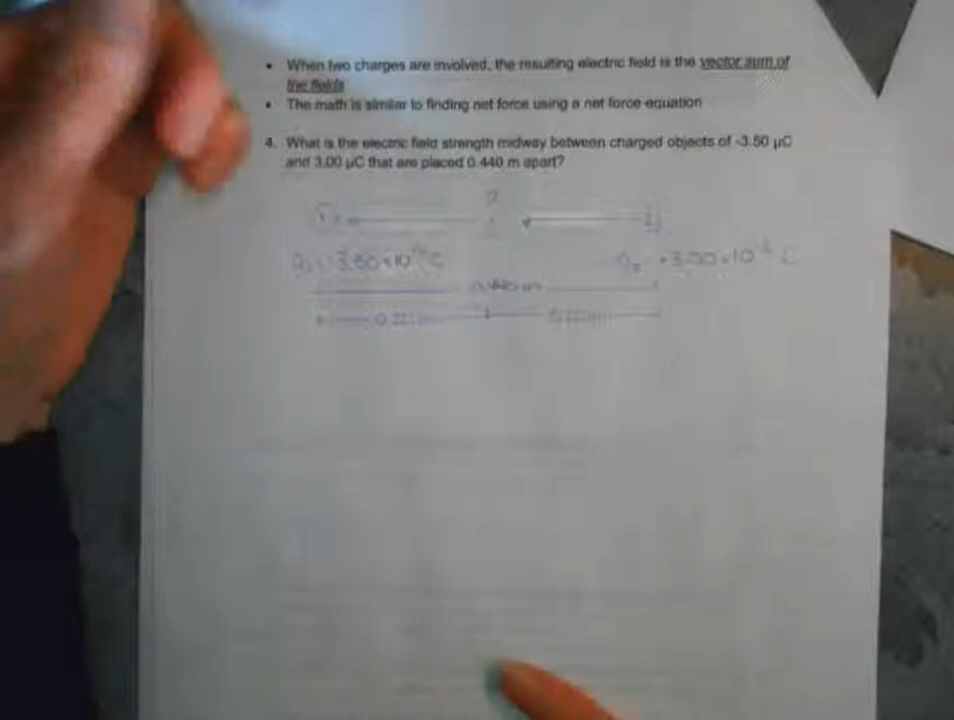 • When two charges are involved, the resulting electric field is the vector sum of
the fields
• The math is similar to finding net force using a net force equation
4. What is the electric field strength midway between charged objects of -3.50 µC
and 3.00 µC that are placed 0.440 m apart?
0.440 m